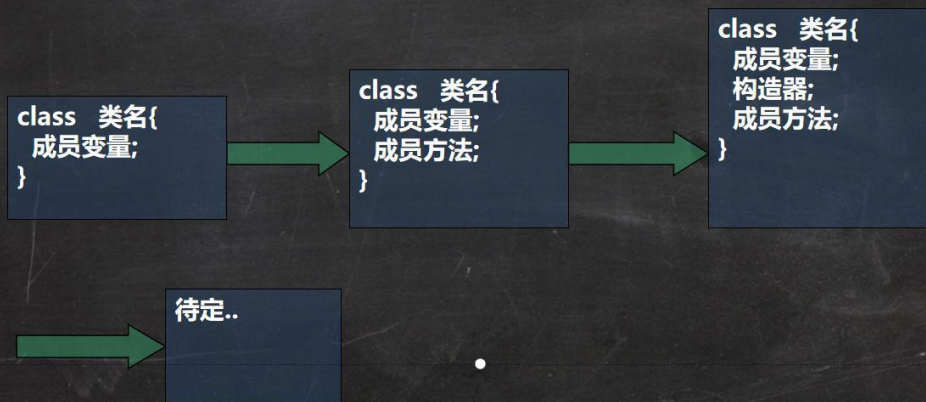 class 类名{
成员变量;
}
class 类名{
成员变量;
成员方法;
}
class 类名{
成员变量;
构造器;
成员方法;
}
待定..